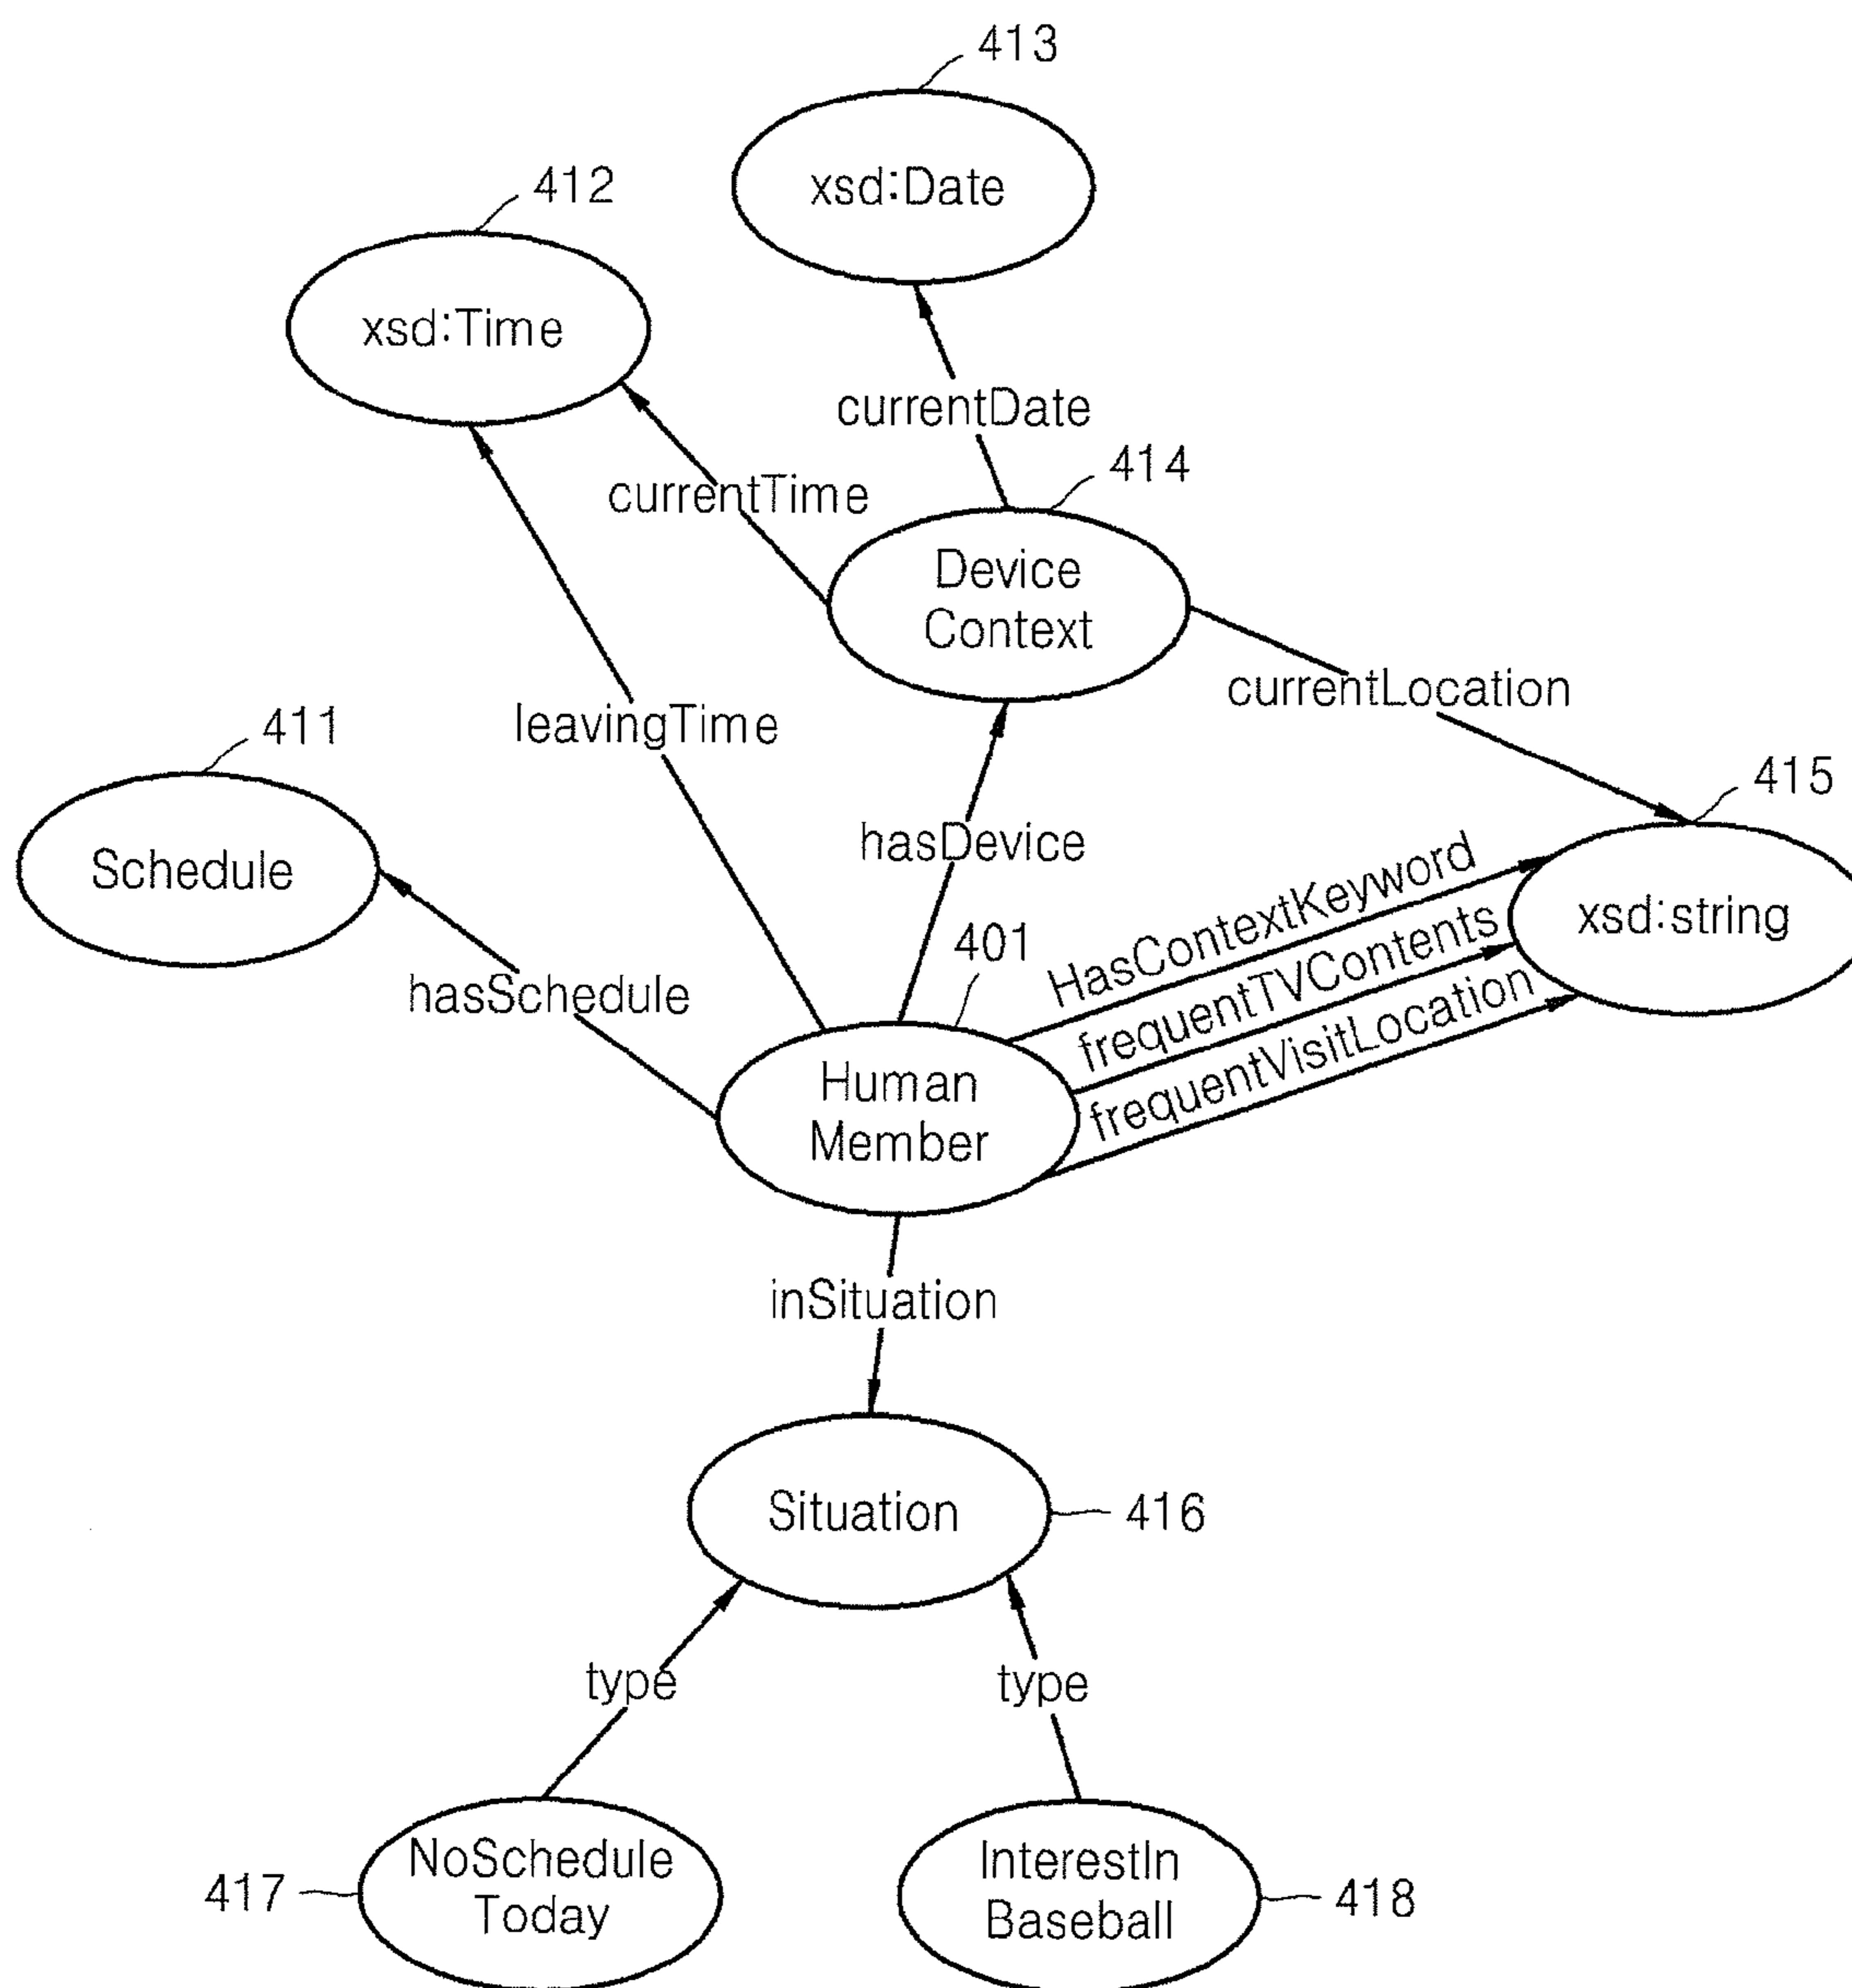 413
xsd:Date
412
xsd:Time
currentDate
414
currentTime
Device
Context
currentLocation
411
leavingTime
415
Schedule
hasDevice
HasContextKeyword
xsd:string
401
frequentTVContents
hasSchedule
frequentVisitLocation
Human
Member
inSituation
Situation
416
type
type
NoSchedule
Today
417
InterestIn
Baseball
418